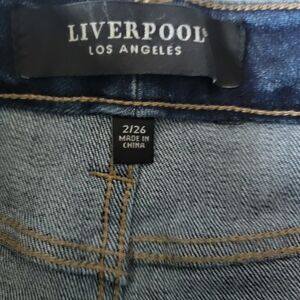 LIVERPOOL®
LOS ANGELES
2/26
MADE IN
CHINA